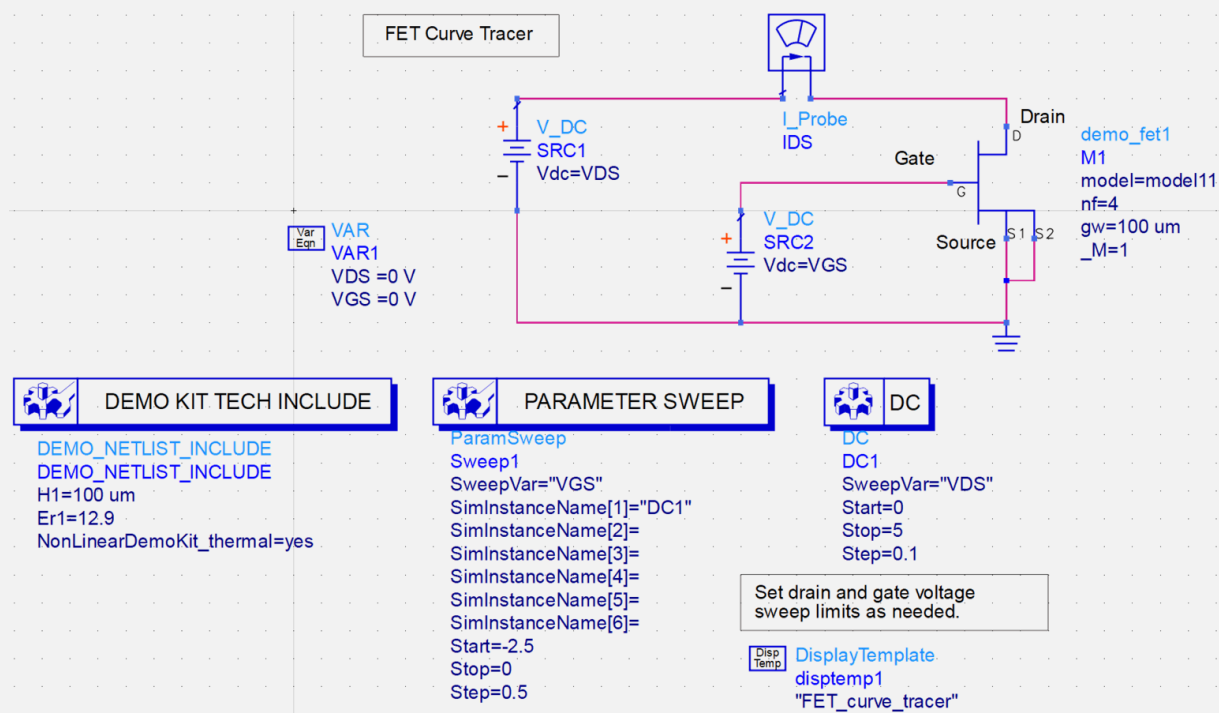 FET Curve Tracer
I_Probe
IDS
Drain
D
Gate
G
Source
S1
S2
demo_fet1
M1
model=model11
nf=4
gw=100 um
_M=1
+
V_DC
SRC1
Vdc=VDS
−
+
V_DC
SRC2
Vdc=VGS
−
Var
Eqn
VAR
VAR1
VDS =0 V
VGS =0 V
DEMO KIT TECH INCLUDE
DEMO_NETLIST_INCLUDE
DEMO_NETLIST_INCLUDE
H1=100 um
Er1=12.9
NonLinearDemoKit_thermal=yes
PARAMETER SWEEP
ParamSweep
Sweep1
SweepVar="VGS"
SimInstanceName[1]="DC1"
SimInstanceName[2]=
SimInstanceName[3]=
SimInstanceName[4]=
SimInstanceName[5]=
SimInstanceName[6]=
Start=-2.5
Stop=0
Step=0.5
DC
DC
DC1
SweepVar="VDS"
Start=0
Stop=5
Step=0.1
Set drain and gate voltage
sweep limits as needed.
Disp
Temp
DisplayTemplate
disptemp1
"FET_curve_tracer"